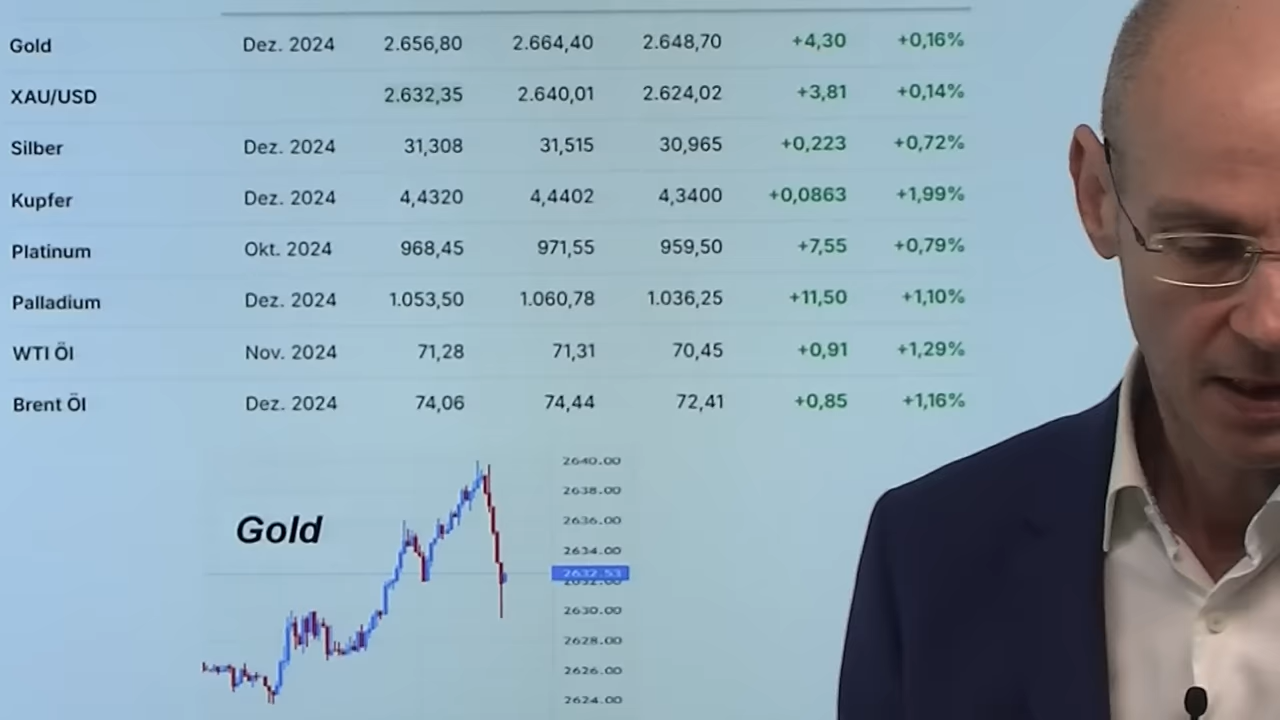 Gold Dez. 2024 2.656,80 2.664,40 2.648,70 +4,30 +0,16%
XAU/USD 2.632,35 2.640,01 2.624,02 +3,81 +0,14%
Silber Dez. 2024 31,308 31,515 30,965 +0,223 +0,72%
Kupfer Dez. 2024 4,4320 4,4402 4,3400 +0,0863 +1,99%
Platinum Okt. 2024 968,45 971,55 959,50 +7,55 +0,79%
Palladium Dez. 2024 1.053,50 1.060,78 1.036,25 +11,50 +1,10%
WTI Öl Nov. 2024 71,28 71,31 70,45 +0,91 +1,29%
Brent Öl Dez. 2024 74,06 74,44 72,41 +0,85 +1,16%
2640.00
2638.00
Gold
2636.00
2634.00
2632.53
2632.00
2630.00
2628.00
2626.00
2624.00